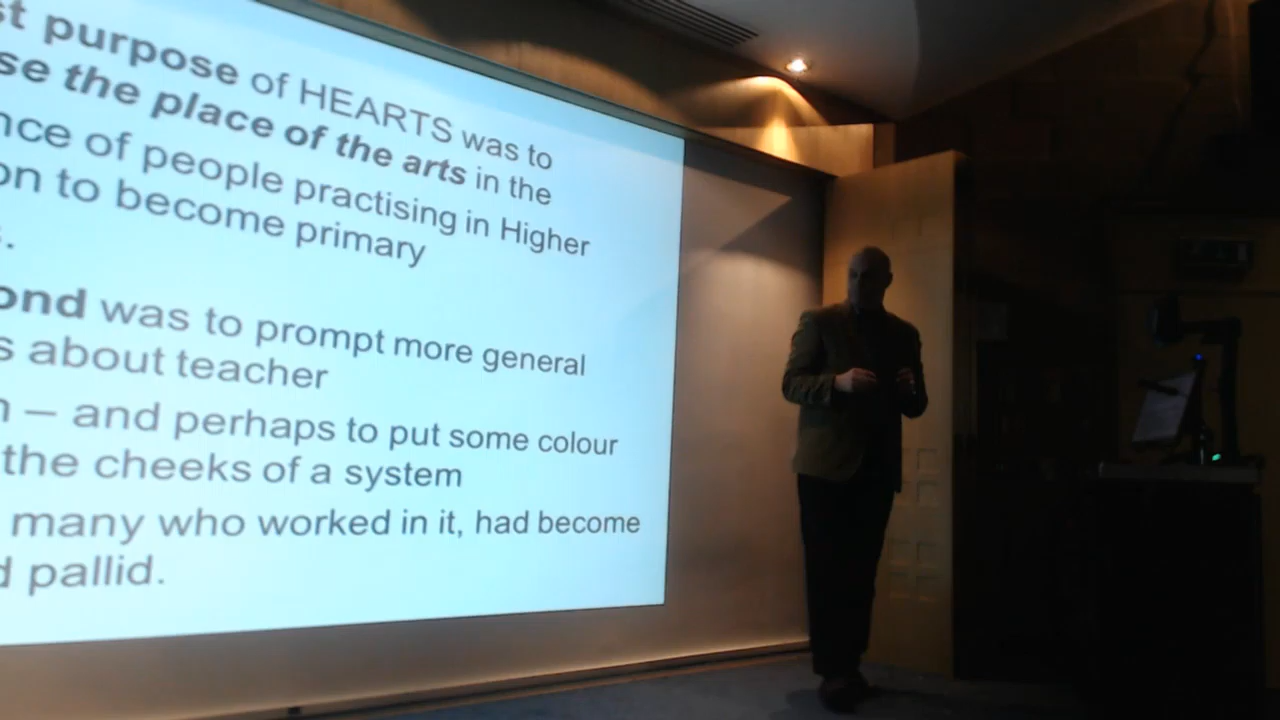 st purpose of HEARTS was to
se the place of the arts in the
nce of people practising in Higher
on to become primary
s.
ond was to prompt more general
s about teacher
n – and perhaps to put some colour
the cheeks of a system
many who worked in it, had become
d pallid.